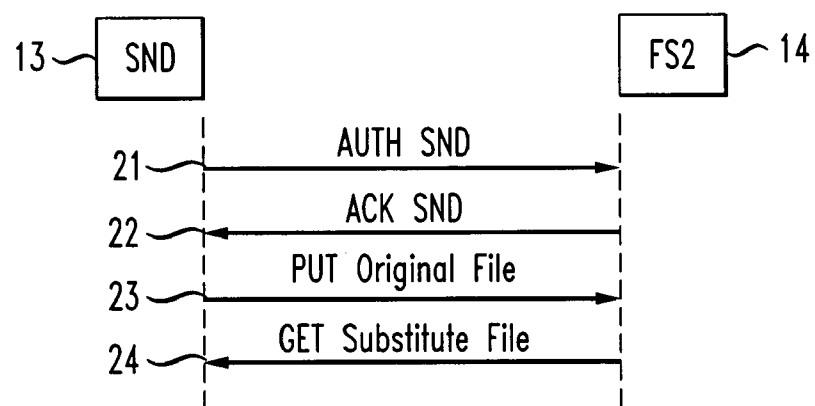 13 SND FS2 14
21 AUTH SND
22 ACK SND
23 PUT Original File
24 GET Substitute File